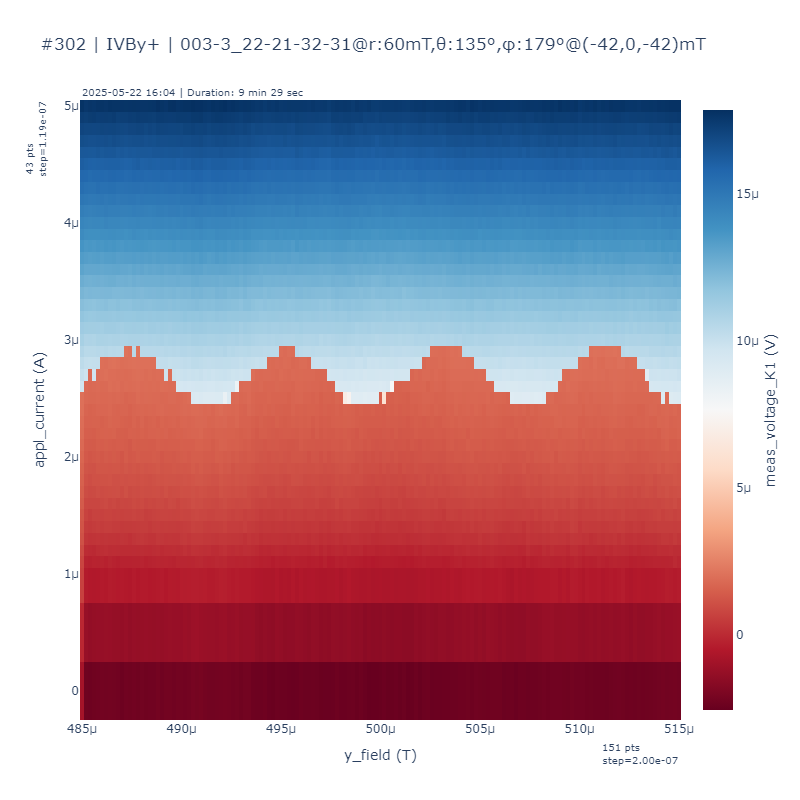 #302 | IVBy+ | 003-3_22-21-32-31@r:60mT,θ:135°,φ:179°@(-42,0,-42)mT
2025-05-22 16:04 | Duration: 9 min 29 sec
43 pts
step=1.19e-07
5μ
4μ
3μ
2μ
1μ
0
appl_current (A)
485μ
490μ
495μ
500μ
505μ
510μ
515μ
y_field (T)
151 pts
step=2.00e-07
15μ
10μ
5μ
0
meas_voltage_K1 (V)